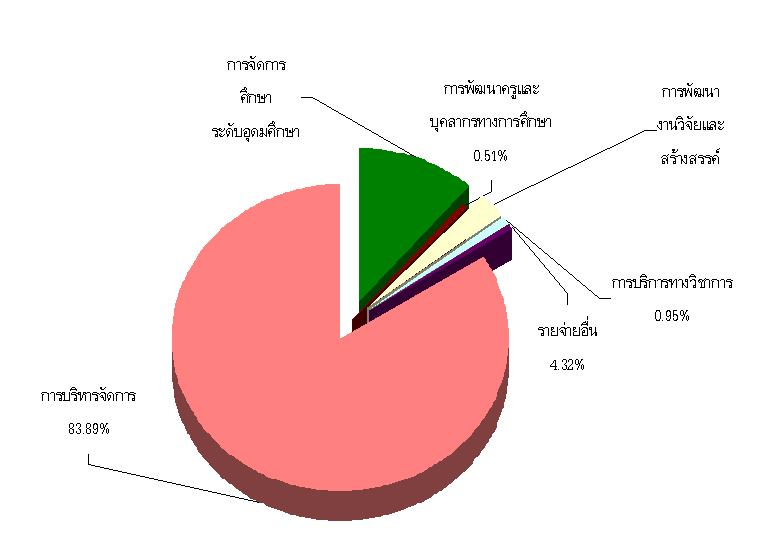 การจัดการ
ศึกษา
ระดับอุดมศึกษา
การพัฒนาครูและ
บุคลากรทางการศึกษา
0.51%
การพัฒนา
งานวิจัยและ
สร้างสรรค์
การบริการทางวิชาการ
0.95%
รายจ่ายอื่น
4.32%
การบริหารจัดการ
83.89%